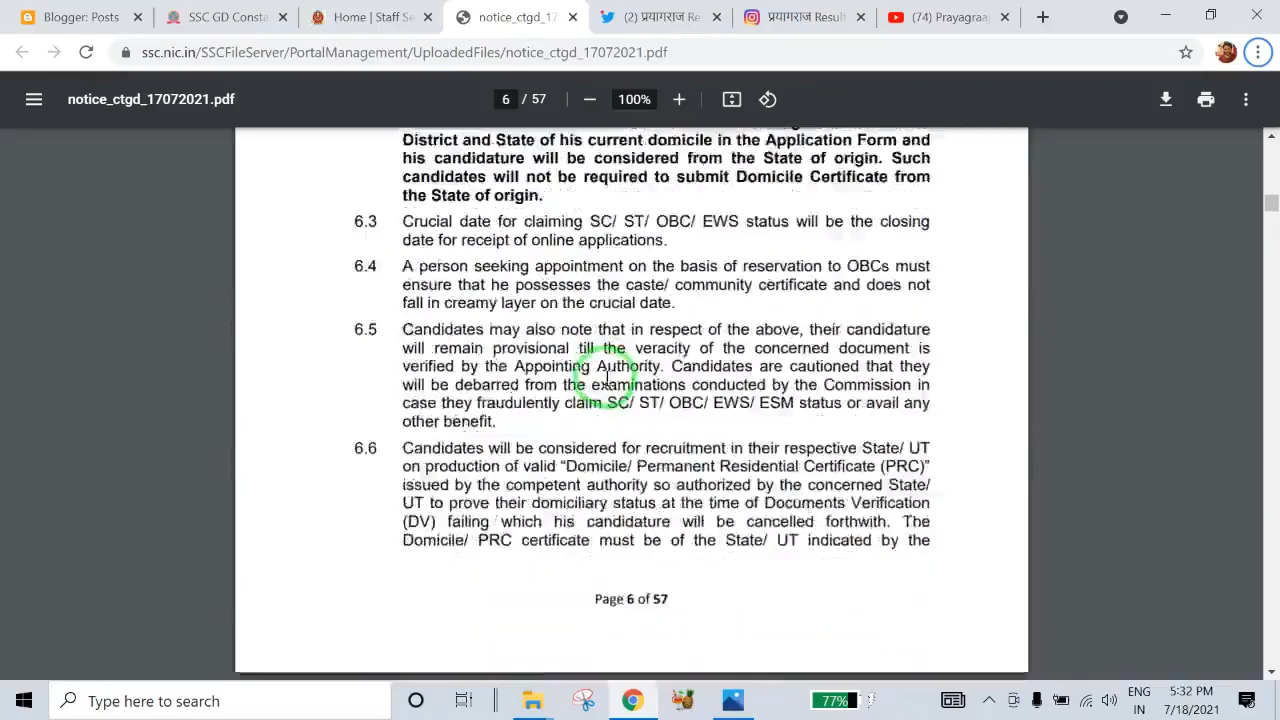 Blogger: Posts
SSC GD Consta
Home | Staff Se
notice_ctgd_17
(2) प्रयागराज Re
प्रयागराज Result
(74) Prayagraa
ssc.nic.in/SSCFileServer/PortalManagement/UploadedFiles/notice_ctgd_17072021.pdf
notice_ctgd_17072021.pdf
6 / 57
100%
District and State of his current domicile in the Application Form and
his candidature will be considered from the State of origin. Such
candidates will not be required to submit Domicile Certificate from
the State of origin.
6.3 Crucial date for claiming SC/ ST/ OBC/ EWS status will be the closing
date for receipt of online applications.
6.4 A person seeking appointment on the basis of reservation to OBCs must
ensure that he possesses the caste/ community certificate and does not
fall in creamy layer on the crucial date.
6.5 Candidates may also note that in respect of the above, their candidature
will remain provisional till the veracity of the concerned document is
verified by the Appointing Authority. Candidates are cautioned that they
will be debarred from the examinations conducted by the Commission in
case they fraudulently claim SC/ ST/ OBC/ EWS/ ESM status or avail any
other benefit.
6.6 Candidates will be considered for recruitment in their respective State/ UT
on production of valid “Domicile/ Permanent Residential Certificate (PRC)”
issued by the competent authority so authorized by the concerned State/
UT to prove their domiciliary status at the time of Documents Verification
(DV) failing which his candidature will be cancelled forthwith. The
Domicile/ PRC certificate must be of the State/ UT indicated by the
Page 6 of 57
Type here to search
77%
ENG
IN
5:32 PM
7/18/2021